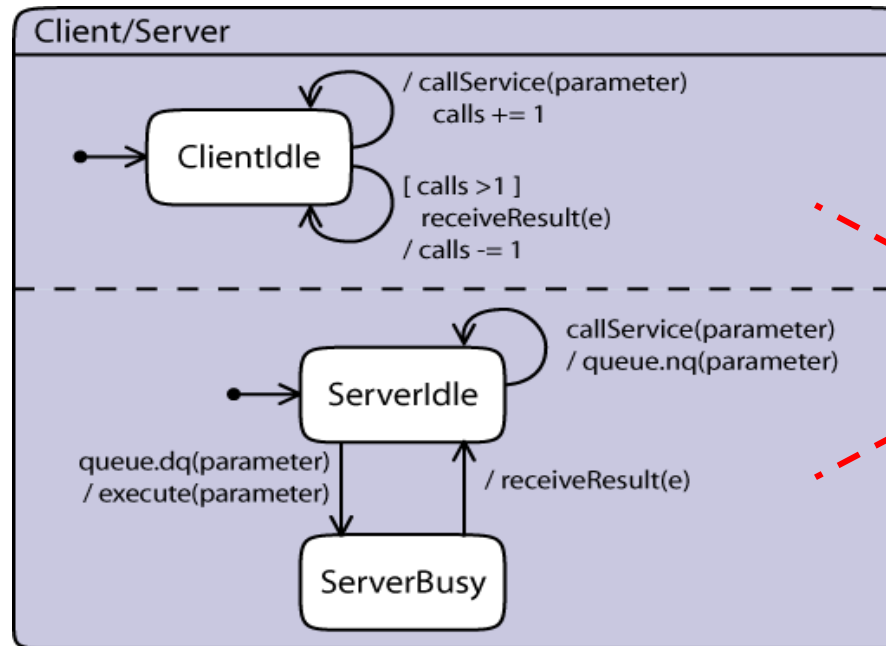 Client/Server
/ callService(parameter)
calls += 1
ClientIdle
[ calls >1 ]
receiveResult(e)
/ calls -= 1
callService(parameter)
/ queue.nq(parameter)
ServerIdle
queue.dq(parameter)
/ execute(parameter)
/ receiveResult(e)
ServerBusy